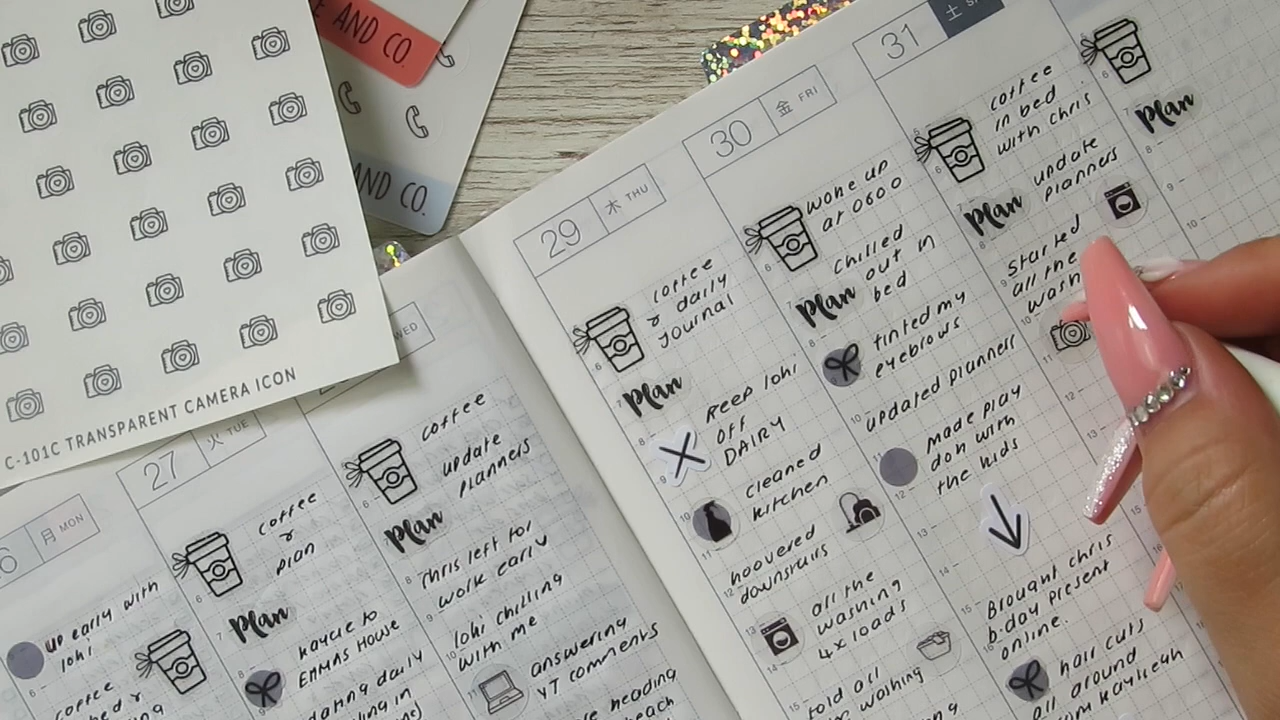 E AND CO
AND CO.
C-101C TRANSPARENT CAMERA ICON
月 MON
up early with
lohi
coffee
27 火 TUE
coffee
& plan
Plan
kaycie to
EMMAS HOUSE
WED
coffee
update
planners
Plan
Chris left for
work early
lohi chilling
with me
answering
YT comments
29 木 THU
coffee
& daily
journal
Plan
Keep lohi
OFF
DAIRY
cleaned
kitchen
hoovered
downstairs
all the
washing
4x loads
fold all
washing
30 金 FRI
woke up
at 0600
chilled
out in
bed
Plan
tinted my
eyebrows
updated planners
made play
doh with
the kids
Brought chris
b.day present
online.
hair cuts
all around
31 土
coffee
in bed
with chris
Plan
update
planners
started
all the
wash
Plan